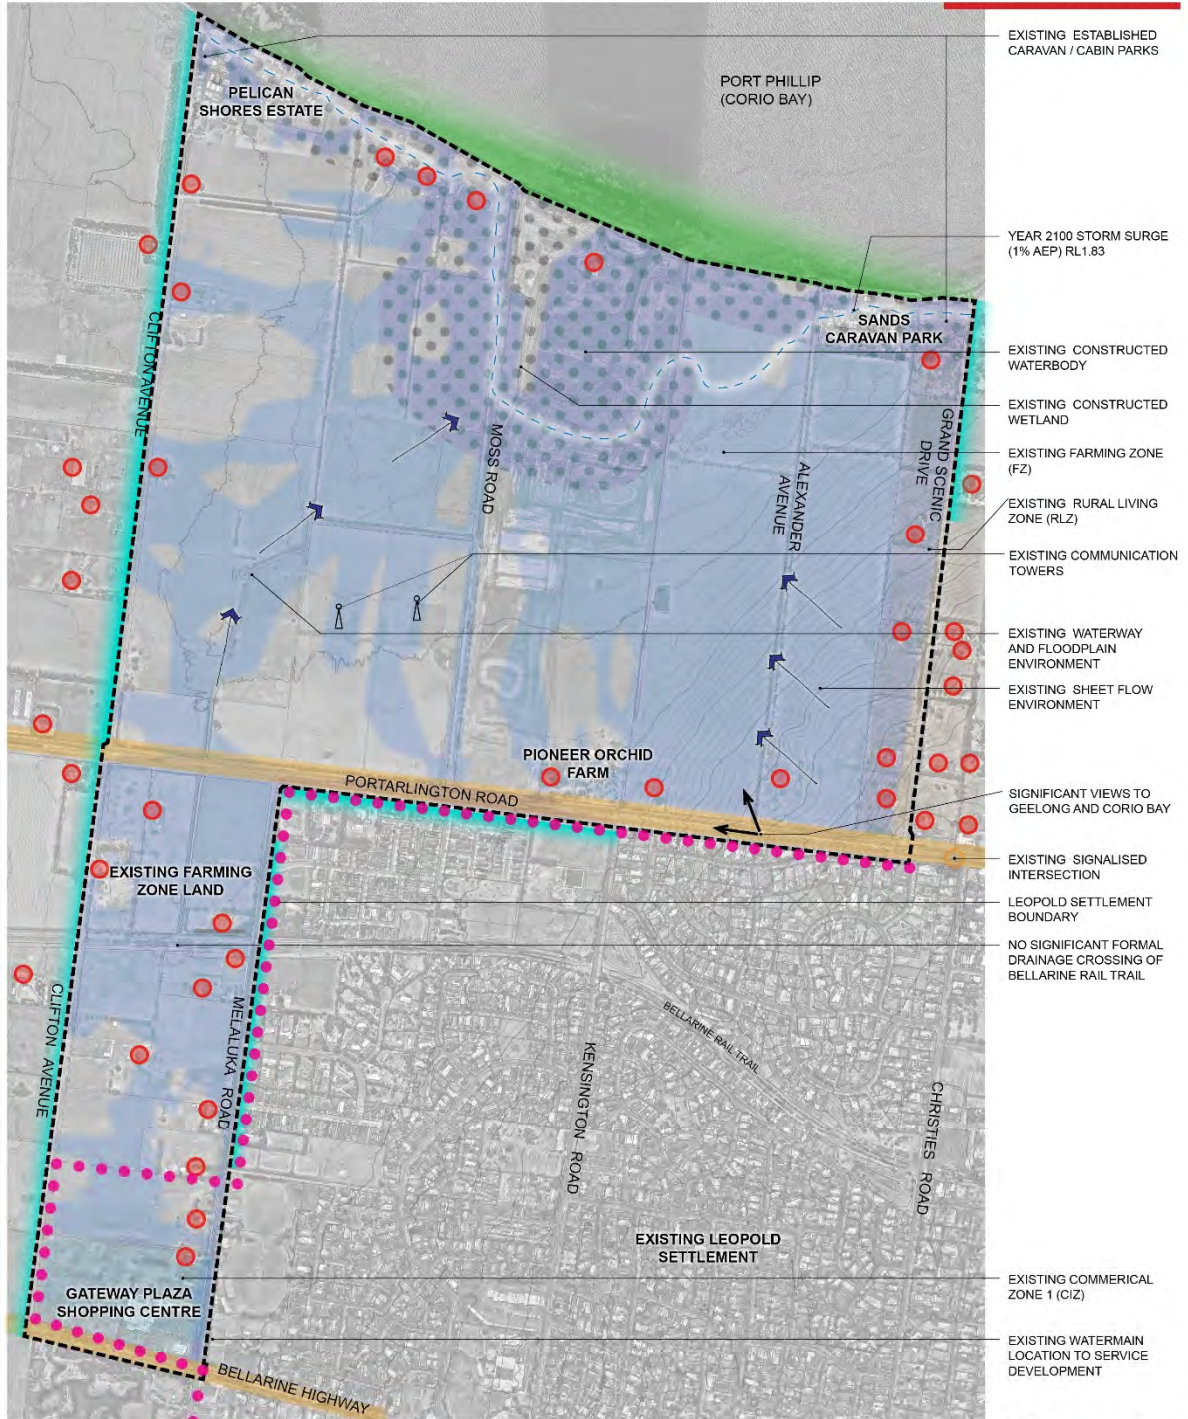 EXISTING ESTABLISHED
CARAVAN / CABIN PARKS
PORT PHILLIP
(CORIO BAY)
PELICAN
SHORES ESTATE
YEAR 2100 STORM SURGE
(1% AEP) RL1.83
SANDS
CARAVAN PARK
EXISTING CONSTRUCTED
WATERBODY
EXISTING CONSTRUCTED
WETLAND
CLIFTON AVENUE
MOSS ROAD
ALEXANDER
AVENUE
GRAND SCENIC
DRIVE
EXISTING FARMING ZONE
(FZ)
EXISTING RURAL LIVING
ZONE (RLZ)
EXISTING COMMUNICATION
TOWERS
EXISTING WATERWAY
AND FLOODPLAIN
ENVIRONMENT
EXISTING SHEET FLOW
ENVIRONMENT
PIONEER ORCHID
FARM
PORTARLINGTON ROAD
SIGNIFICANT VIEWS TO
GEELONG AND CORIO BAY
EXISTING SIGNALISED
INTERSECTION
EXISTING FARMING
ZONE LAND
LEOPOLD SETTLEMENT
BOUNDARY
NO SIGNIFICANT FORMAL
DRAINAGE CROSSING OF
BELLARINE RAIL TRAIL
CLIFTON AVENUE
MELALUKA ROAD
BELLARINE RAIL TRAIL
KENSINGTON ROAD
CHRISTIES ROAD
EXISTING LEOPOLD
SETTLEMENT
GATEWAY PLAZA
SHOPPING CENTRE
EXISTING COMMERICAL
ZONE 1 (CIZ)
EXISTING WATERMAIN
LOCATION TO SERVICE
DEVELOPMENT
BELLARINE HIGHWAY